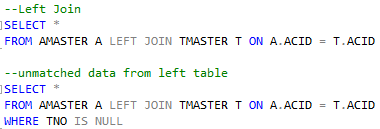 --Left Join
SELECT *
FROM AMASTER A LEFT JOIN TMASTER T ON A.ACID = T.ACID
--unmatched data from left table
SELECT *
FROM AMASTER A LEFT JOIN TMASTER T ON A.ACID = T.ACID
WHERE TNO IS NULL